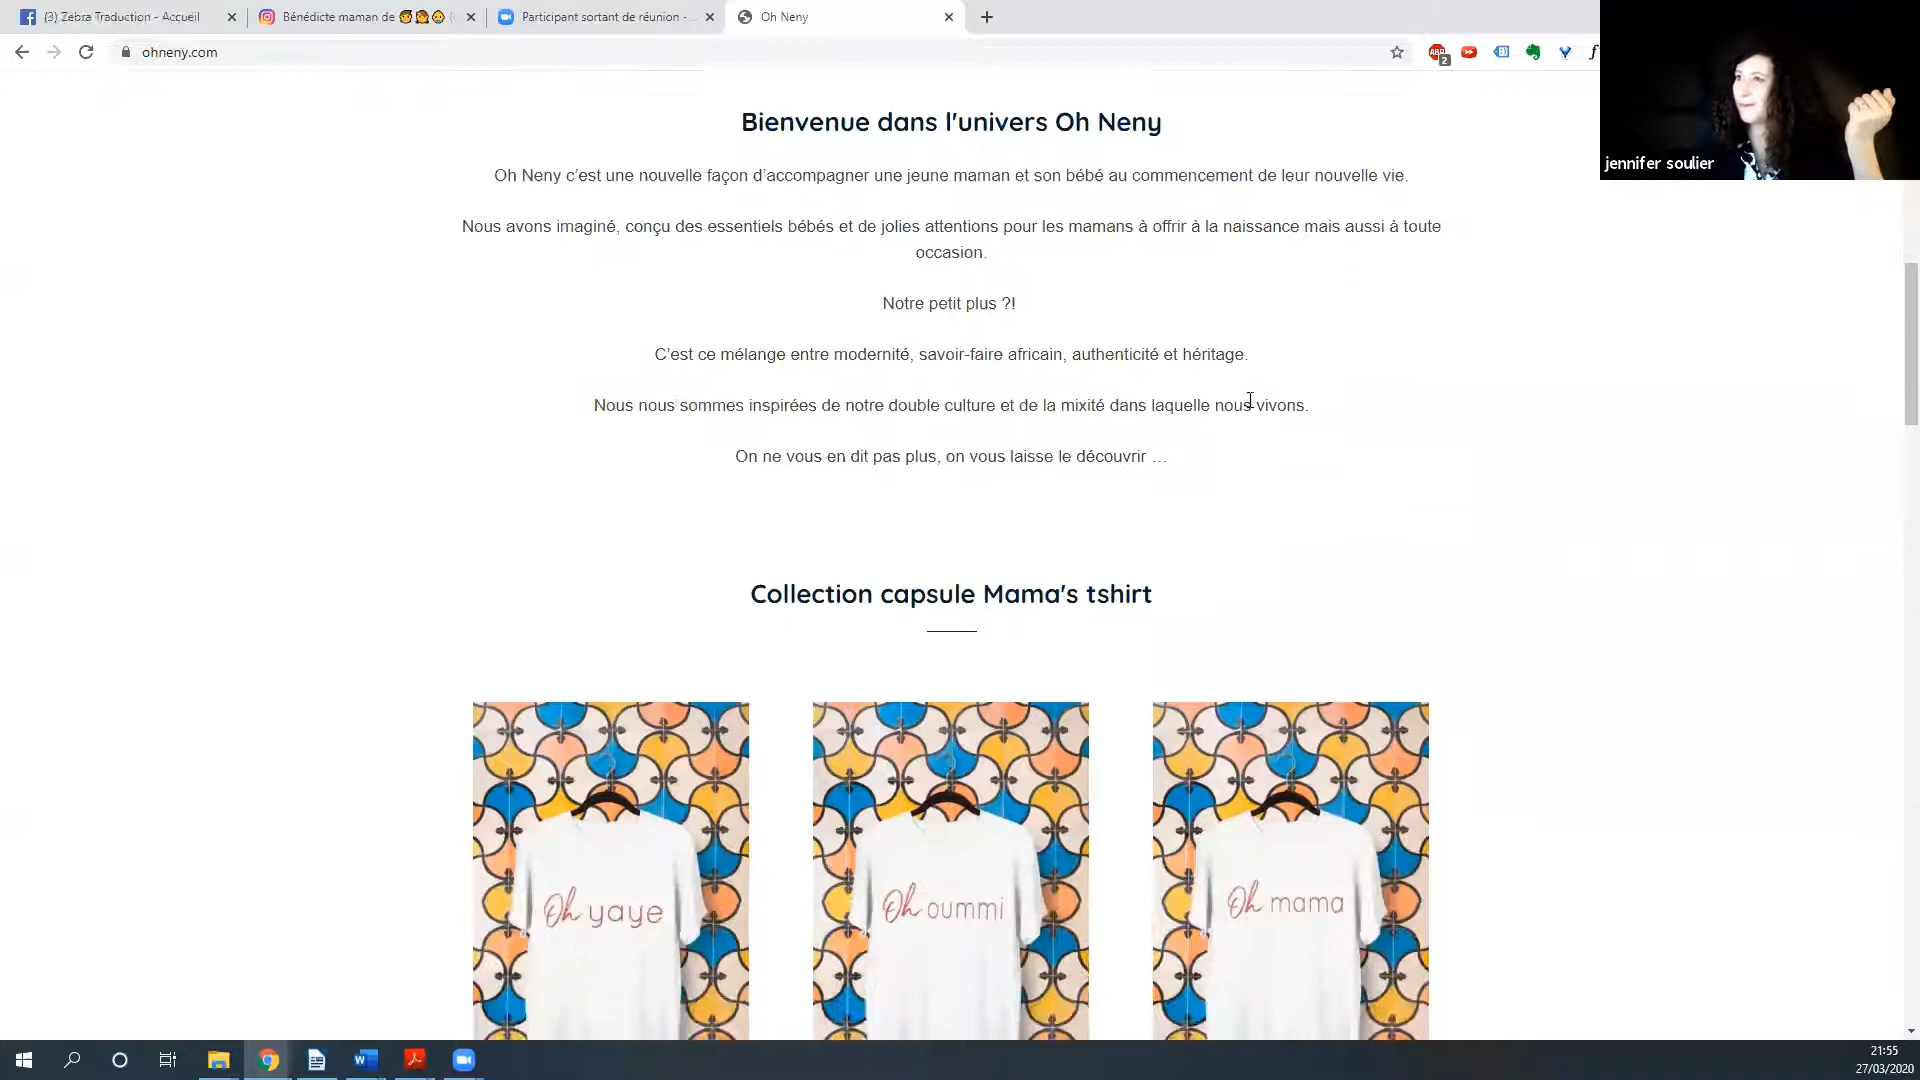 (3) Zebra Traduction - Accueil
Bénédicte maman de
Participant sortant de réunion -
Oh Neny
ohneny.com
ABP
2
jennifer soulier
Bienvenue dans l'univers Oh Neny
Oh Neny c’est une nouvelle façon d’accompagner une jeune maman et son bébé au commencement de leur nouvelle vie.
Nous avons imaginé, conçu des essentiels bébés et de jolies attentions pour les mamans à offrir à la naissance mais aussi à toute
occasion.
Notre petit plus ?!
C’est ce mélange entre modernité, savoir-faire africain, authenticité et héritage.
Nous nous sommes inspirées de notre double culture et de la mixité dans laquelle nous vivons.
On ne vous en dit pas plus, on vous laisse le découvrir …
Collection capsule Mama's tshirt
Oh yaye
Oh oummi
Oh mama
21:55
27/03/2020